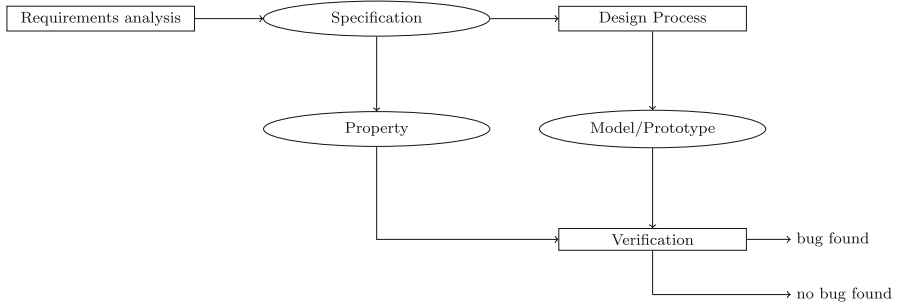 Requirements analysis
Specification
Design Process
Property
Model/Prototype
Verification
bug found
no bug found